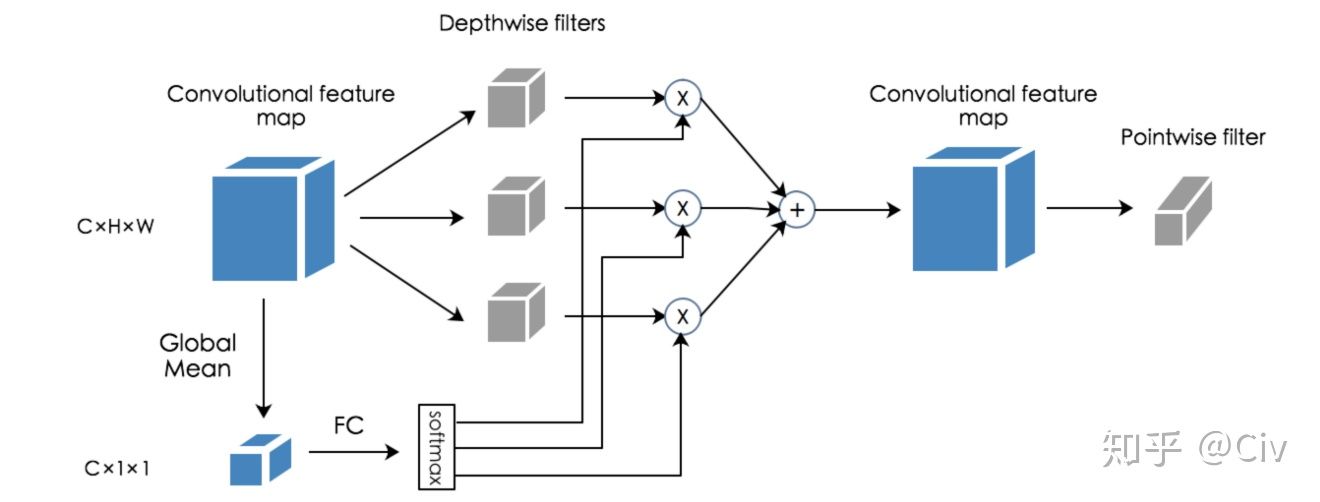 Depthwise filters
Convolutional feature
map
Convolutional feature
map
Pointwise filter
X
C×H×W
X
+
X
Global
Mean
FC
softmax
C×1×1
知乎 @Civ